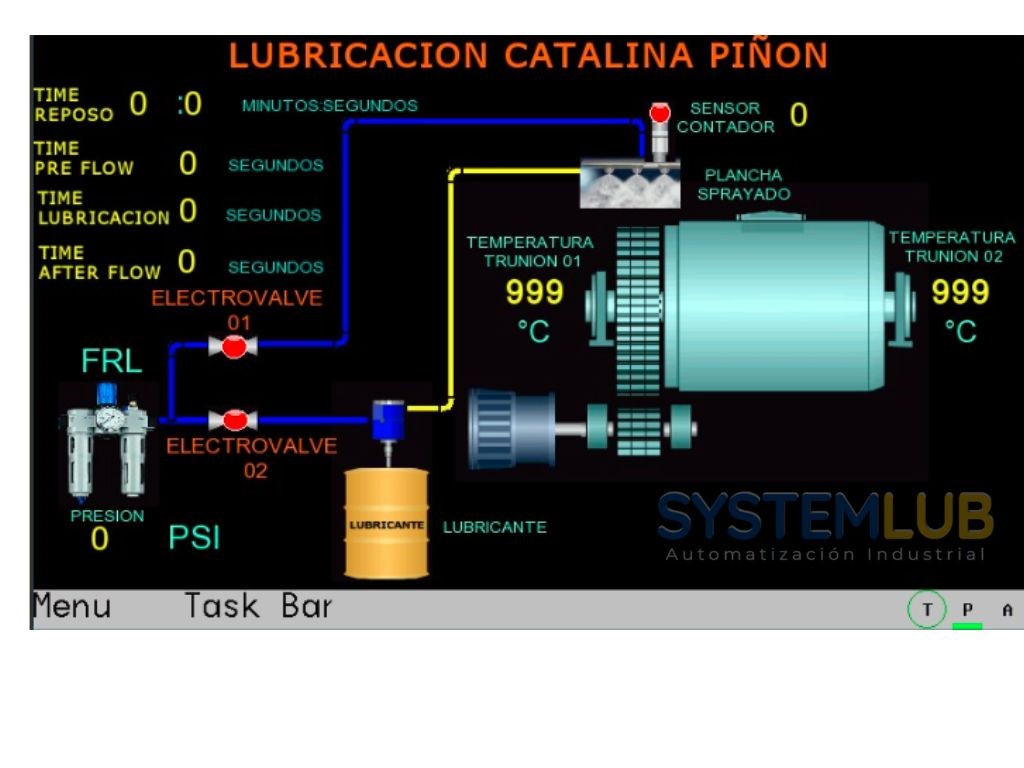 LUBRICACION CATALINA PIÑON
TIME
REPOSO 0 :0 MINUTOS:SEGUNDOS
TIME
PRE FLOW 0 SEGUNDOS
TIME
LUBRICACION 0 SEGUNDOS
TIME
AFTER FLOW 0 SEGUNDOS
SENSOR
CONTADOR 0
PLANCHA
SPRAYADO
TEMPERATURA
TRUNION 01
999
°C
TEMPERATURA
TRUNION 02
999
°C
ELECTROVALVE
01
FRL
ELECTROVALVE
02
PRESION
0 PSI
LUBRICANTE
LUBRICANTE
SYSTEMLUB
Automatización Industrial
Menu Task Bar
T P A